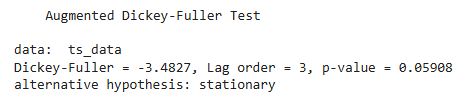 Augmented Dickey-Fuller Test
data:  ts_data
Dickey-Fuller = -3.4827, Lag order = 3, p-value = 0.05908
alternative hypothesis: stationary